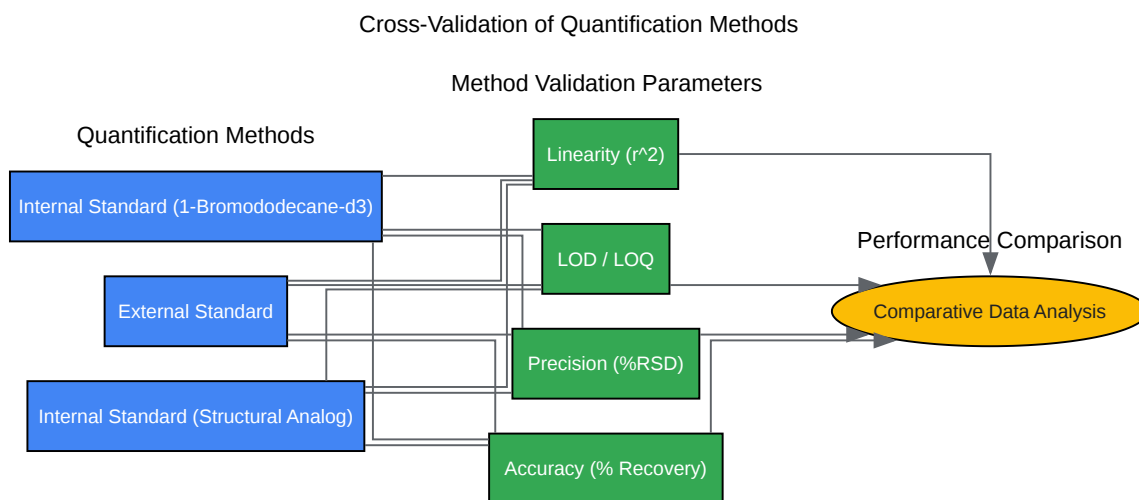 Cross-Validation of Quantification Methods
Method Validation Parameters
Quantification Methods
Linearity (r^2)
Internal Standard (1-Bromododecane-d3)
Performance Comparison
LOD / LOQ
External Standard
Comparative Data Analysis
Precision (%RSD)
Internal Standard (Structural Analog)
Accuracy (% Recovery)